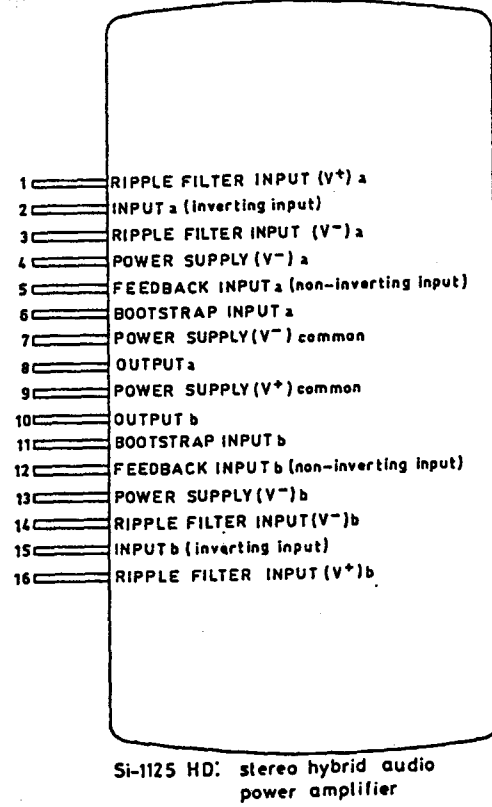 1 RIPPLE FILTER INPUT (V+) a
2 INPUT a (inverting input)
3 RIPPLE FILTER INPUT (V-) a
4 POWER SUPPLY (V-) a
5 FEEDBACK INPUT a (non-inverting input)
6 BOOTSTRAP INPUT a
7 POWER SUPPLY (V-) common
8 OUTPUT a
9 POWER SUPPLY (V+) common
10 OUTPUT b
11 BOOTSTRAP INPUT b
12 FEEDBACK INPUT b (non-inverting input)
13 POWER SUPPLY (V-) b
14 RIPPLE FILTER INPUT (V-) b
15 INPUT b (inverting input)
16 RIPPLE FILTER INPUT (V+) b
Si-1125 HD: stereo hybrid audio
power amplifier